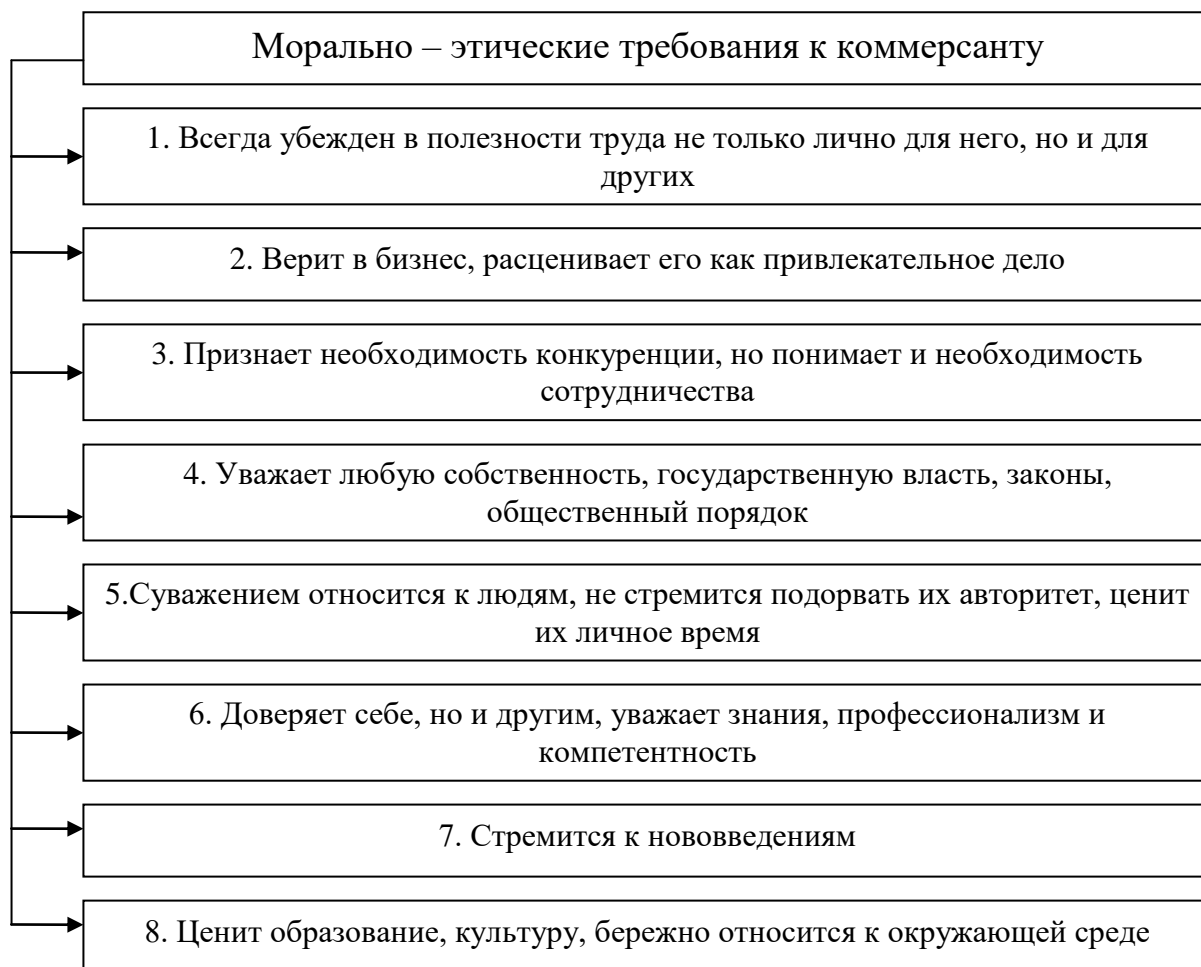 Морально – этические требования к коммерсанту
1. Всегда убежден в полезности труда не только лично для него, но и для
других
2. Верит в бизнес, расценивает его как привлекательное дело
3. Признает необходимость конкуренции, но понимает и необходимость
сотрудничества
4. Уважает любую собственность, государственную власть, законы,
общественный порядок
5.Суважением относится к людям, не стремится подорвать их авторитет, ценит
их личное время
6. Доверяет себе, но и другим, уважает знания, профессионализм и
компетентность
7. Стремится к нововведениям
8. Ценит образование, культуру, бережно относится к окружающей среде